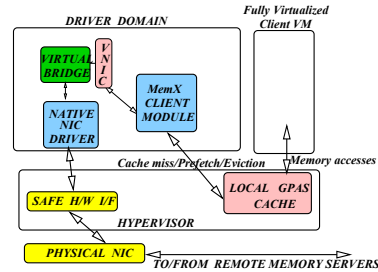 DRIVER DOMAIN
Fully Virtualized
Client VM
VIRTUAL
BRIDGE
V
NIC
MemX
CLIENT
MODULE
NATIVE
NIC
DRIVER
Cache miss/Prefetch/Eviction
Memory accesses
SAFE H/W I/F
LOCAL GPAS
CACHE
HYPERVISOR
PHYSICAL NIC
TO/FROM REMOTE MEMORY SERVERS